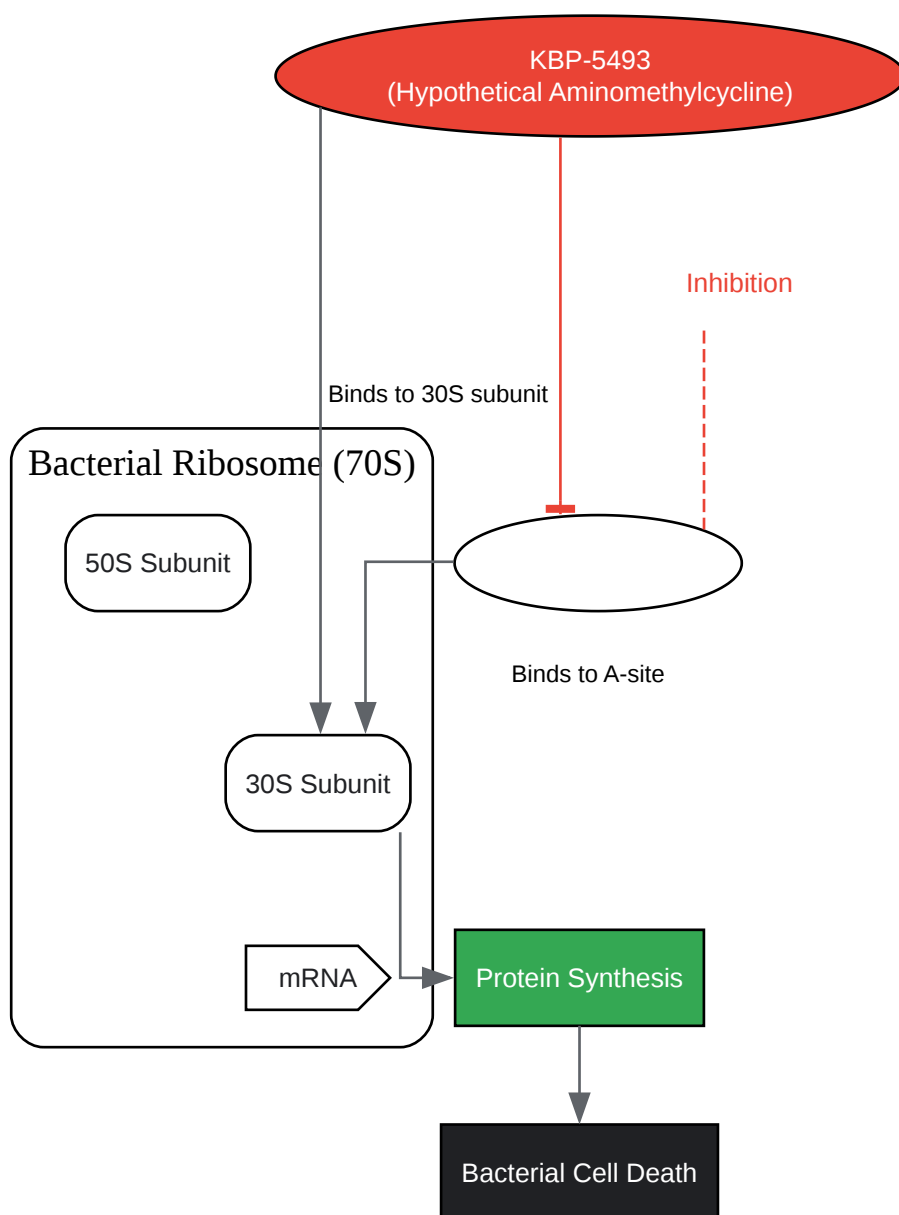 KBP-5493
(Hypothetical Aminomethylcycline)
Inhibition
Binds to 30S subunit
Bacterial Ribosome (70S)
50S Subunit
Binds to A-site
30S Subunit
mRNA
Protein Synthesis
Bacterial Cell Death